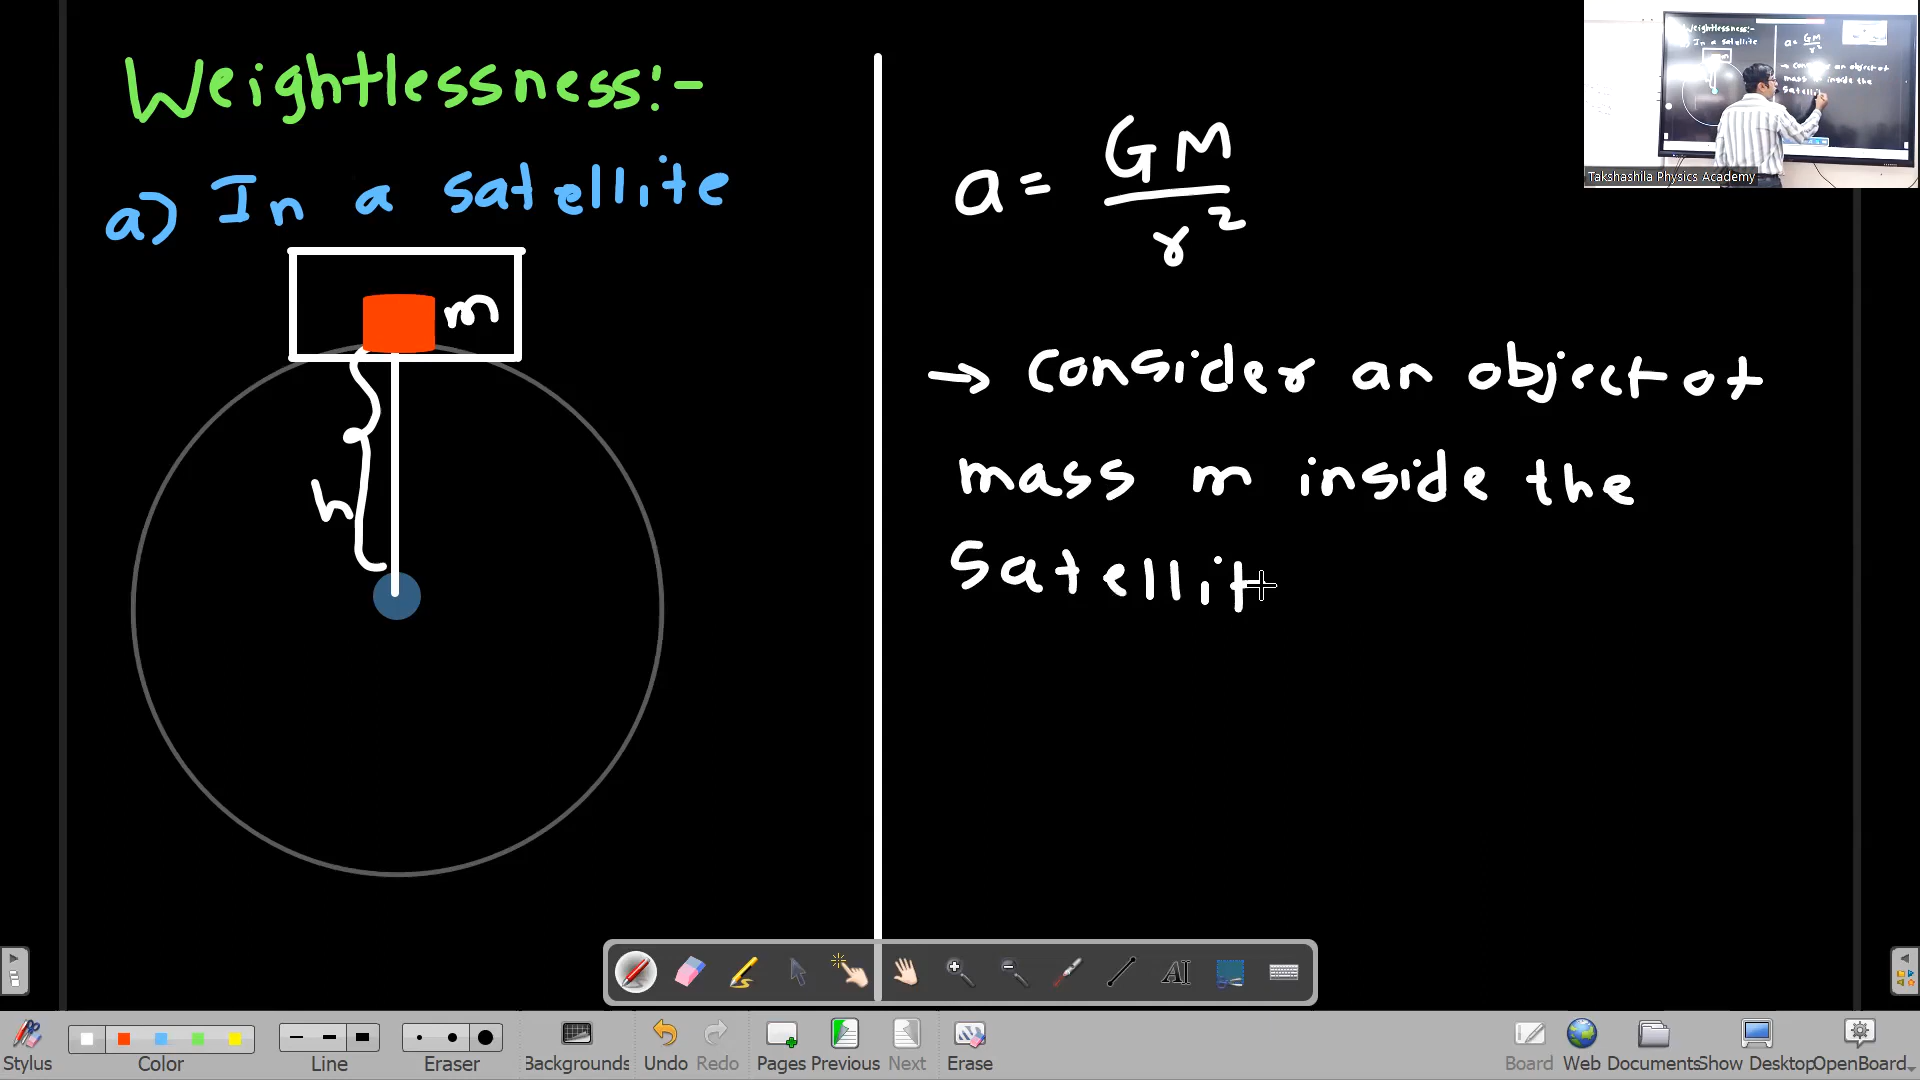 Weightlessness:-
a) In a satellite
m
h
a = GM / r²
→ Consider an object of
mass m inside the
Satellit
Takshashila Physics Academy
Stylus
Color
Line
Eraser
Backgrounds
Undo
Redo
Pages
Previous
Next
Erase
Board
Web
Documents
Show Desktop
OpenBoard